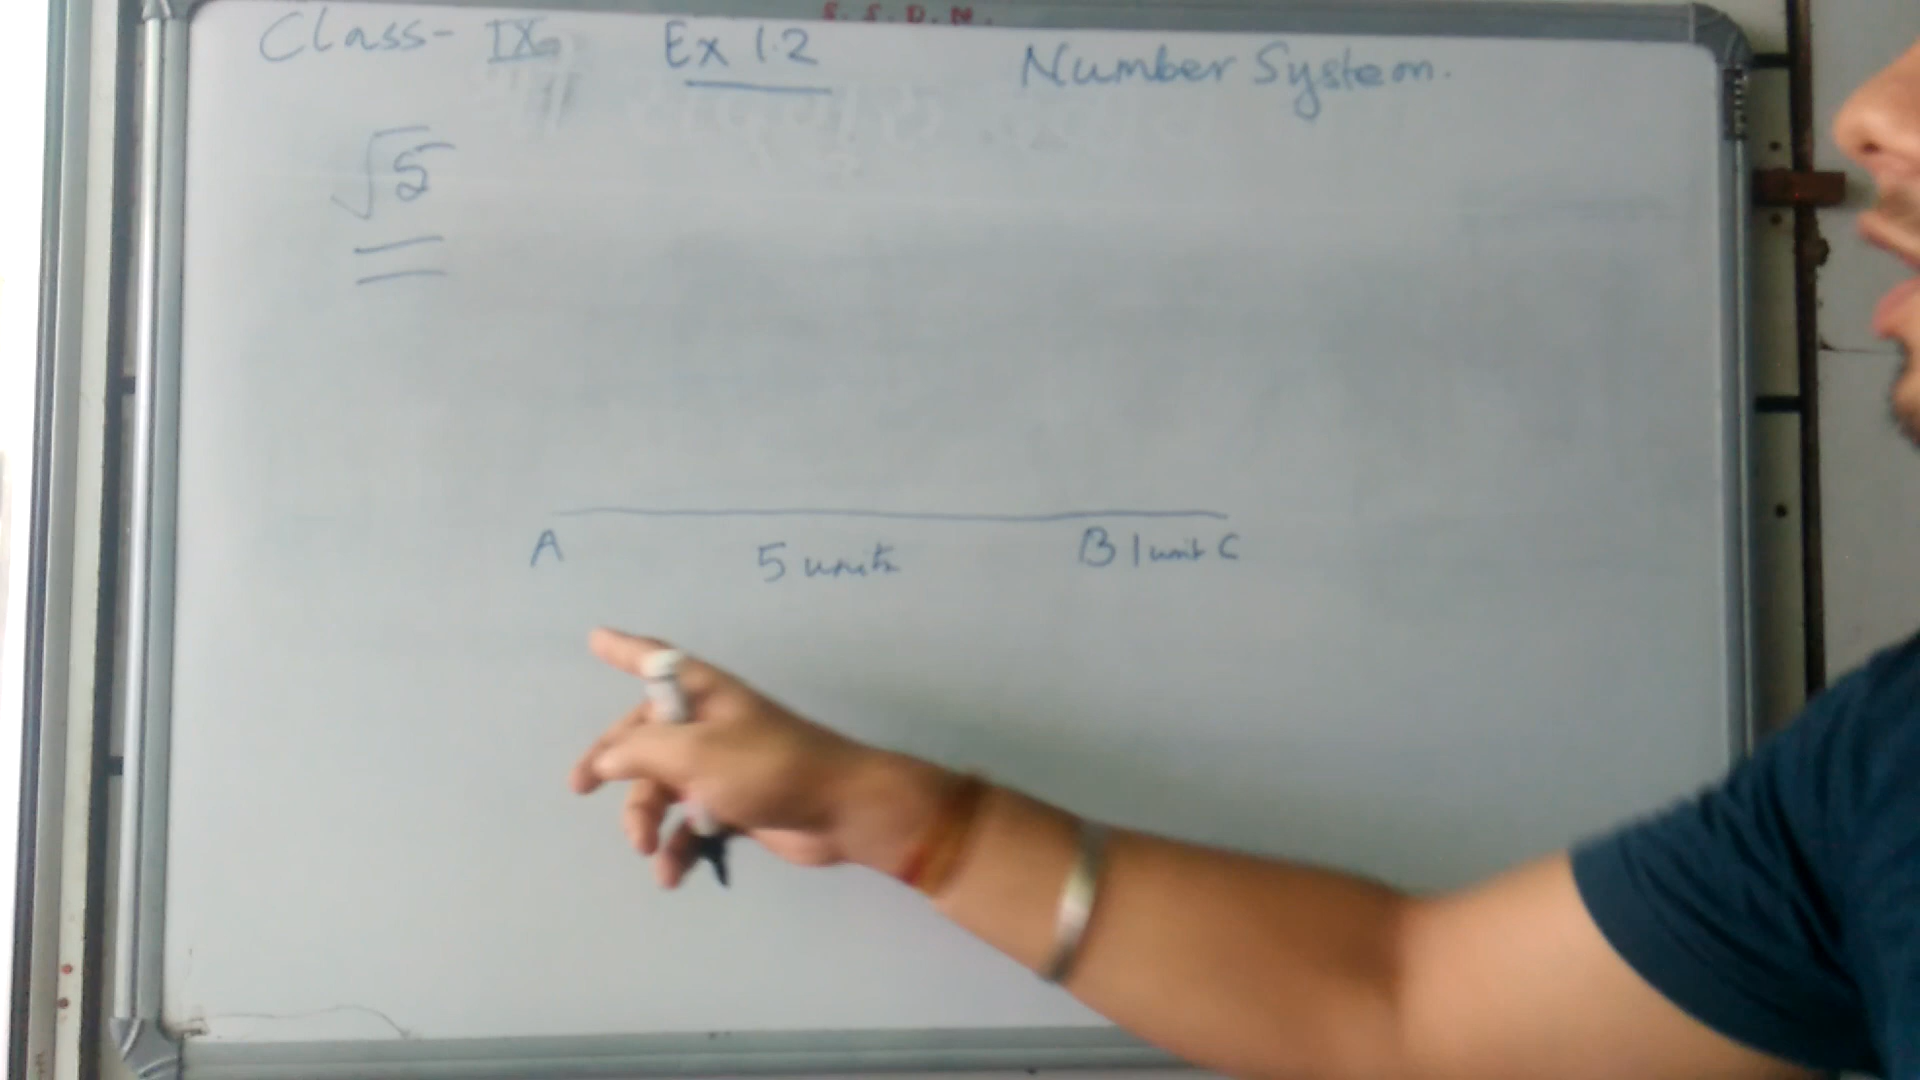 Class- IX Ex 1.2 Number System.
√5
A 5 units B 1 unit C